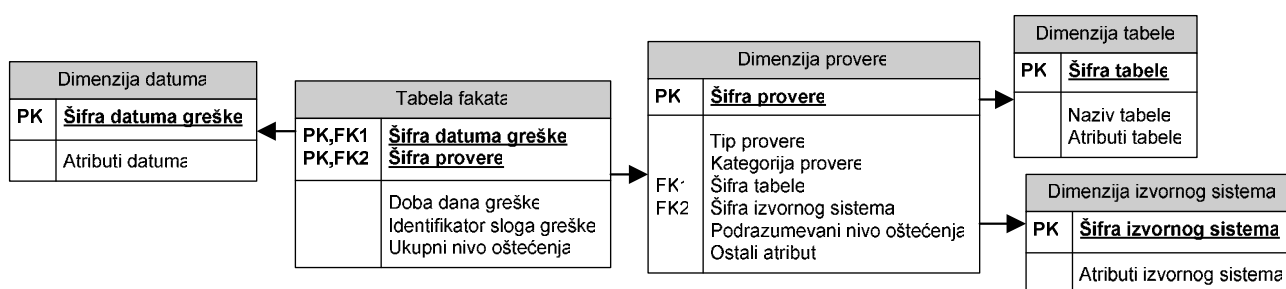 Dimenzija datuma
PK Šifra datuma greške
Atributi datuma
Tabela fakata
PK,FK1 Šifra datuma greške
PK,FK2 Šifra provere
Doba dana greške
Identifikator sloga greške
Ukupni nivo oštećenja
Dimenzija provere
PK Šifra provere
Tip provere
Kategorija provere
FK1 Šifra tabele
FK2 Šifra izvornog sistema
Podrazumevani nivo oštećenja
Ostali atribut
Dimenzija tabele
PK Šifra tabele
Naziv tabele
Atributi tabele
Dimenzija izvornog sistema
PK Šifra izvornog sistema
Atributi izvornog sistema